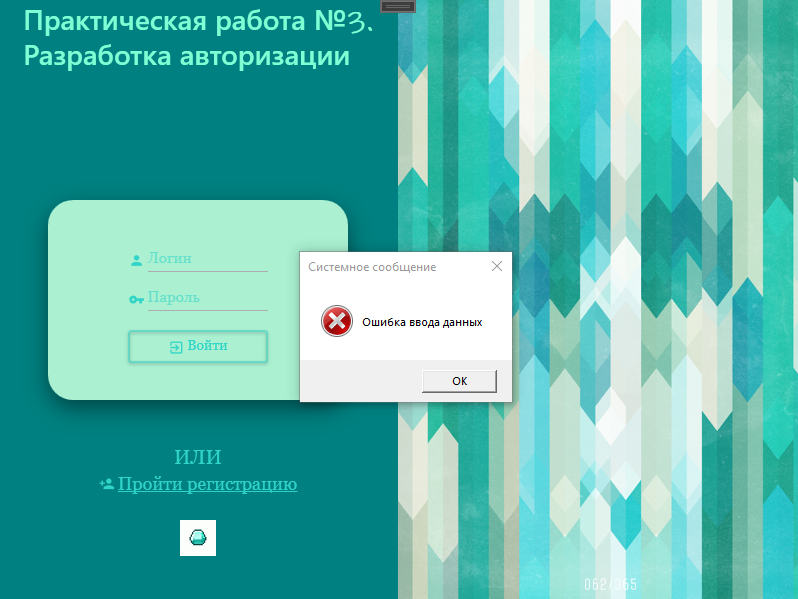 Практическая работа №3.
Разработка авторизации
Логин
Пароль
Войти
Системное сообщение
Ошибка ввода данных
OK
ИЛИ
Пройти регистрацию
062/365